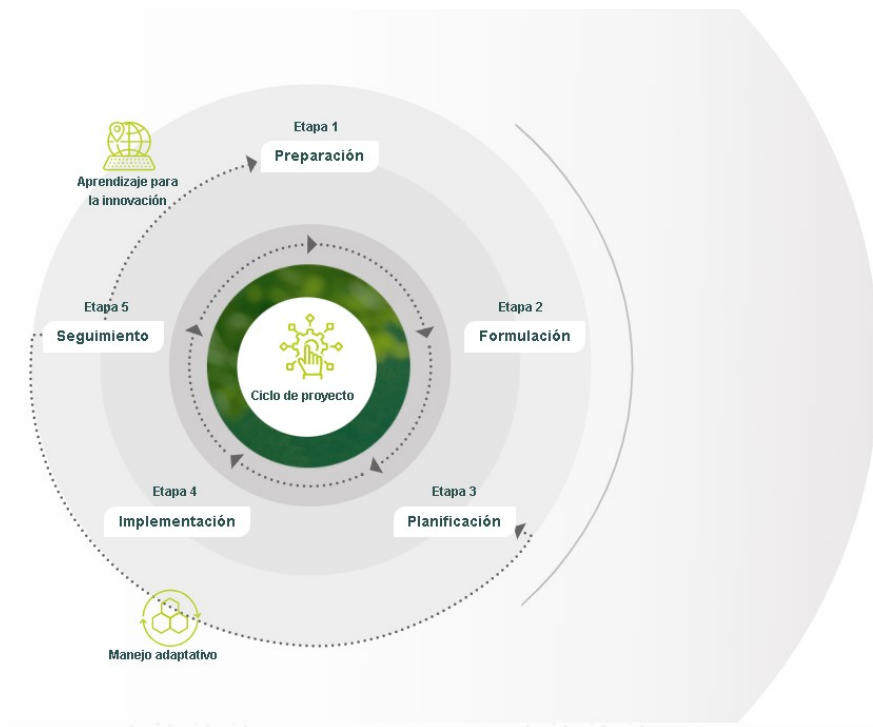 Etapa 1
Preparación
Aprendizaje para
la innovación
Etapa 5
Seguimiento
Etapa 2
Formulación
Ciclo de proyecto
Etapa 4
Implementación
Etapa 3
Planificación
Manejo adaptativo